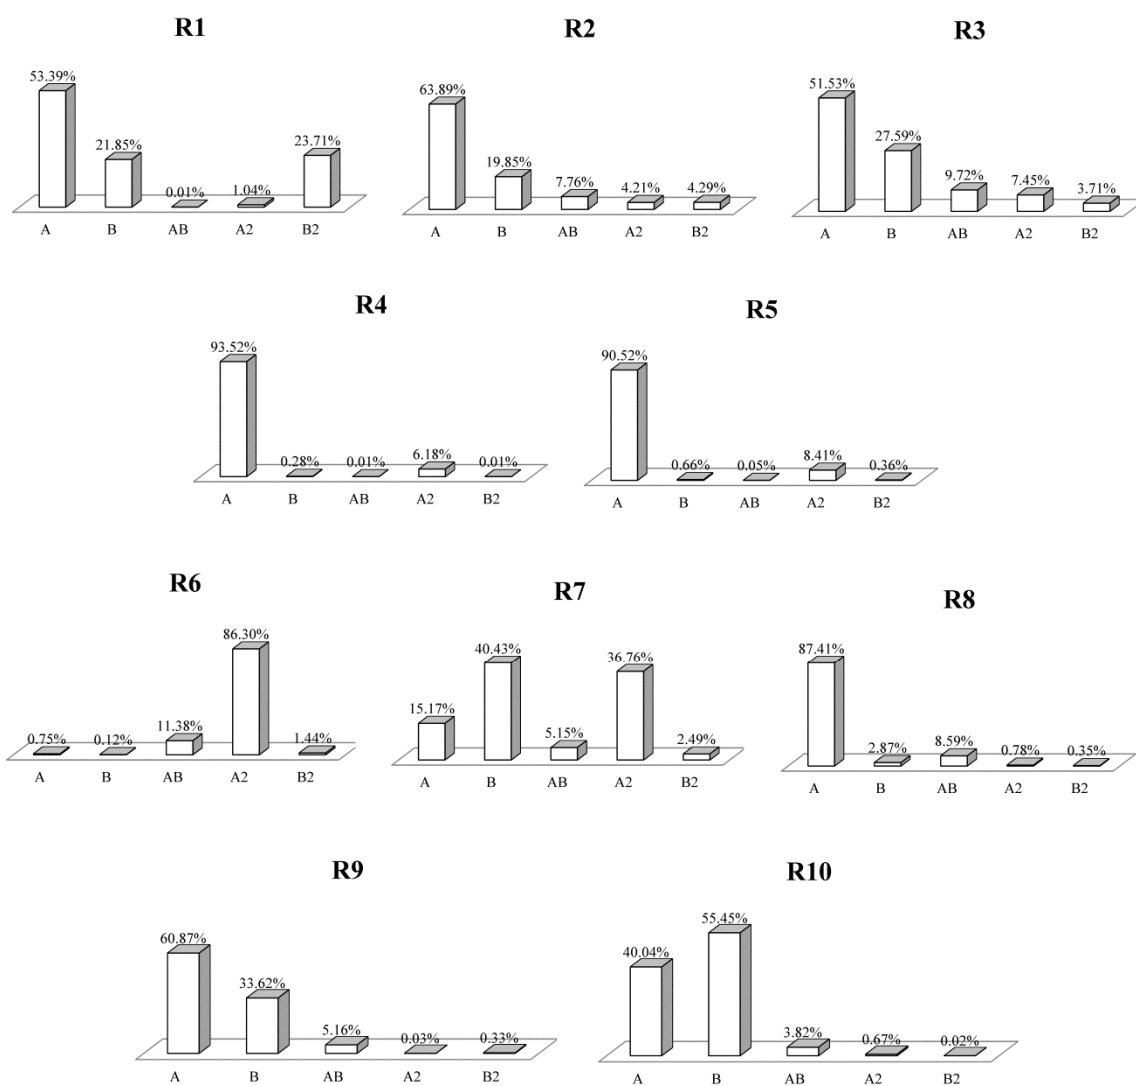 R1
53.39%
21.85%
0.01%
1.04%
23.71%
A B AB A2 B2
R2
63.89%
19.85%
7.76%
4.21%
4.29%
A B AB A2 B2
R3
51.53%
27.59%
9.72%
7.45%
3.71%
A B AB A2 B2
R4
93.52%
0.28%
0.01%
6.18%
0.01%
A B AB A2 B2
R5
90.52%
0.66%
0.05%
8.41%
0.36%
A B AB A2 B2
R6
0.75%
0.12%
11.38%
86.30%
1.44%
A B AB A2 B2
R7
15.17%
40.43%
5.15%
36.76%
2.49%
A B AB A2 B2
R8
87.41%
2.87%
8.59%
0.78%
0.35%
A B AB A2 B2
R9
60.87%
33.62%
5.16%
0.03%
0.33%
A B AB A2 B2
R10
40.04%
55.45%
3.82%
0.67%
0.02%
A B AB A2 B2